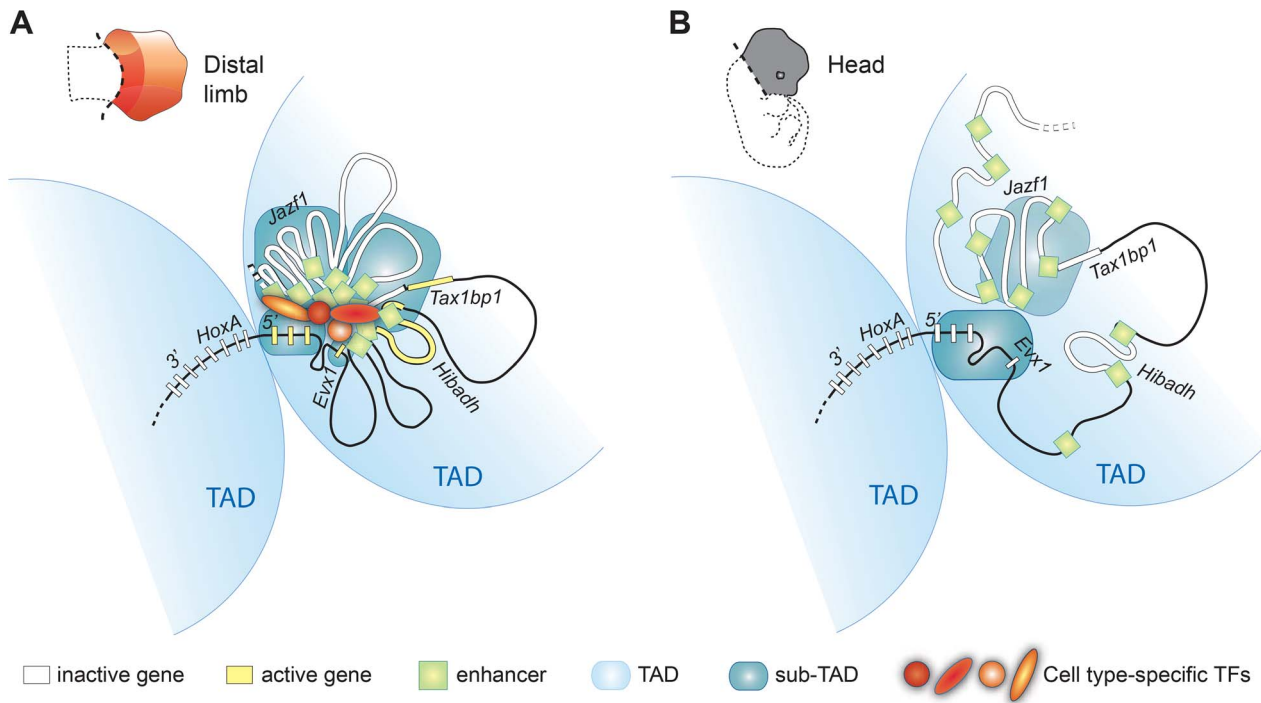 A
Distal
limb
Jazf1
Tax1bp1
HoxA
5'
3'
Evx1
Hibadh
TAD
TAD
B
Head
Jazf1
Tax1bp1
HoxA
5'
3'
Evx1
Hibadh
TAD
TAD
inactive gene
active gene
enhancer
TAD
sub-TAD
Cell type-specific TFs